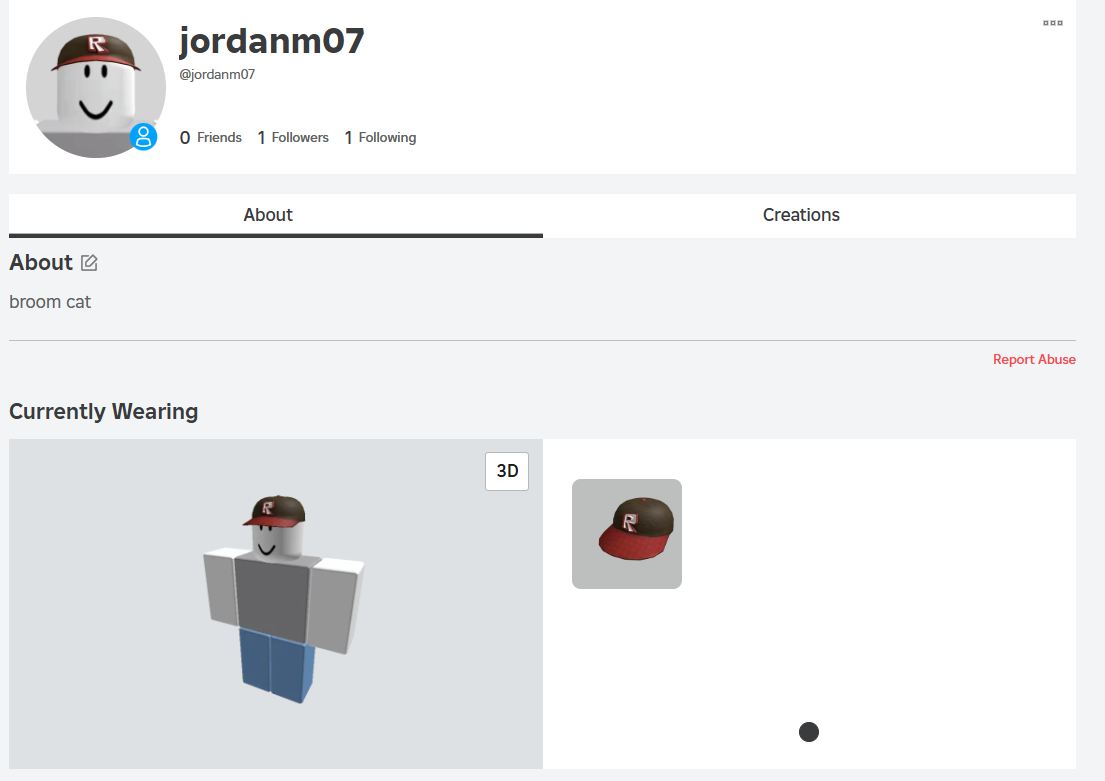 jordanm07
@jordanm07
0 Friends 1 Followers 1 Following
About Creations
About
broom cat
Report Abuse
Currently Wearing
3D
R
R
R